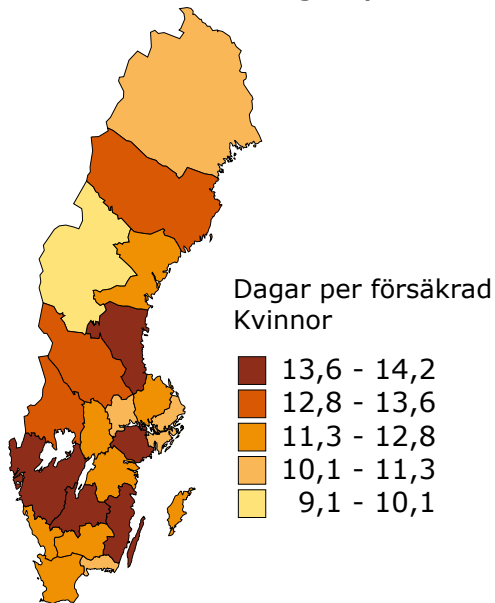 Dagar per försäkrad
Kvinnor
13,6 - 14,2
12,8 - 13,6
11,3 - 12,8
10,1 - 11,3
9,1 - 10,1